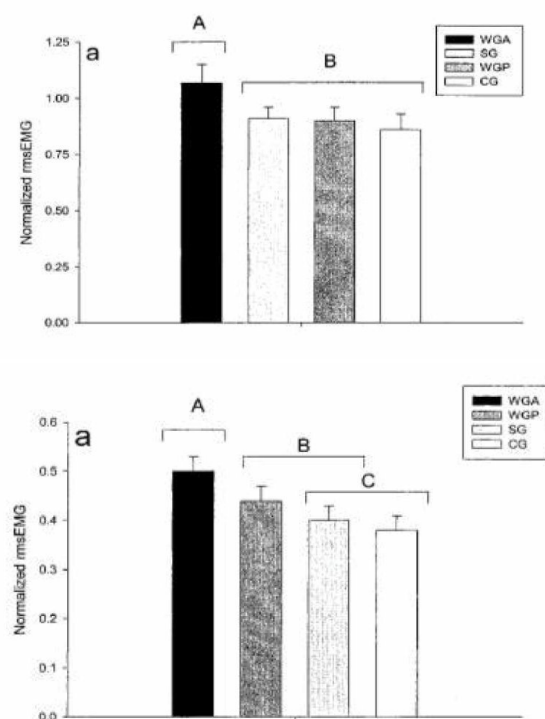 A
a
B
WGA
SG
WGP
CG
Normalized rmsEMG
1.25
1.00
0.75
0.50
0.25
0.00
A
a
B
C
WGA
WGP
SG
CG
Normalized rmsEMG
0.6
0.5
0.4
0.3
0.2
0.1
0.0